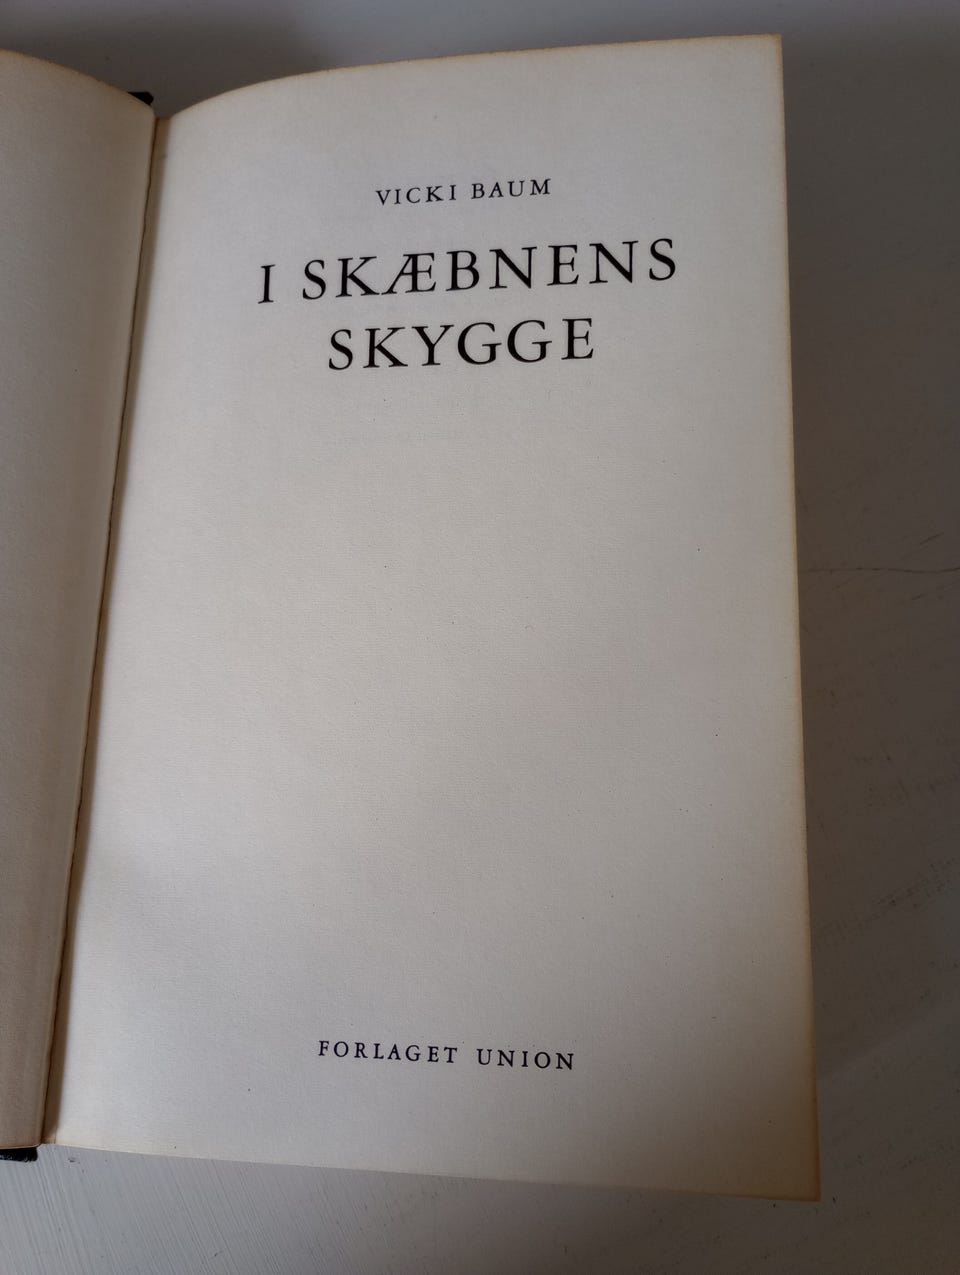 VICKI BAUM
I SKÆBNENS
SKYGGE
FORLAGET UNION